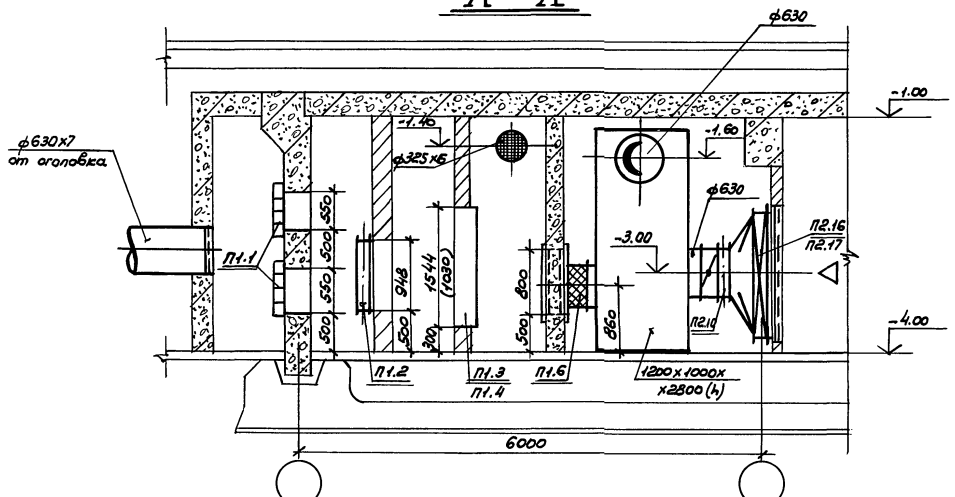 А - А
ф630
-1.00
-1.40
-1.60
ф325х6
ф630х7
от оголовка
ф630
П2.16
П2.17
550
500
550
500
П1.1
948
500
1544
(1030)
300
800
500
-3.00
860
П2.10
-4.00
П1.2
П1.3
П1.4
П1.6
1200х1000х
х2800(h)
6000